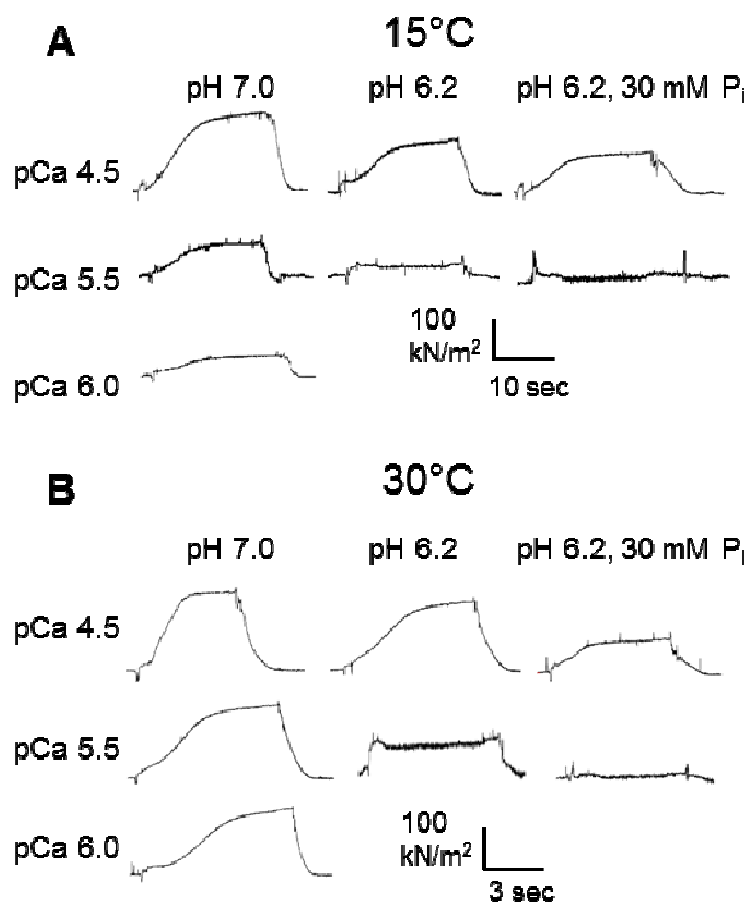 A 15°C
pH 7.0 pH 6.2 pH 6.2, 30 mM Pi
pCa 4.5
pCa 5.5
100
kN/m²
10 sec
pCa 6.0
B 30°C
pH 7.0 pH 6.2 pH 6.2, 30 mM Pi
pCa 4.5
pCa 5.5
pCa 6.0
100
kN/m²
3 sec